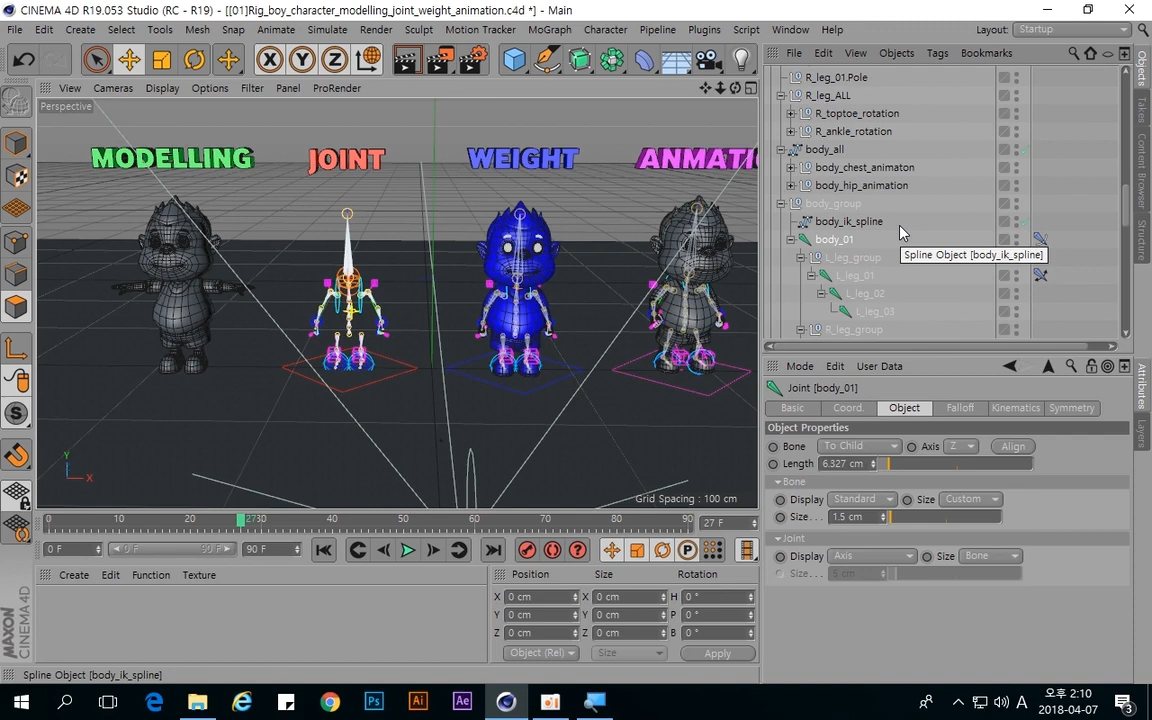 CINEMA 4D R19.053 Studio (RC - R19) - [[01]Rig_boy_character_modelling_joint_weight_animation.c4d *] - Main
File Edit Create Select Tools Mesh Snap Animate Simulate Render Sculpt Motion Tracker MoGraph Character Pipeline Plugins Script Window Help Layout: Startup
File Edit View Objects Tags Bookmarks
View Cameras Display Options Filter Panel ProRender
Perspective
MODELLING JOINT WEIGHT ANMATI
R_leg_01.Pole
R_leg_ALL
R_toptoe_rotation
R_ankle_rotation
body_all
body_chest_animaton
body_hip_animation
body_group
body_ik_spline
body_01
Spline Object [body_ik_spline]
L_leg_group
L_leg_01
L_leg_02
L_leg_03
R_leg_group
Objects
Takes
Content Browser
Structure
Mode Edit User Data
Joint [body_01]
Basic Coord. Object Falloff Kinematics Symmetry
Object Properties
Bone To Child Axis Z Align
Length 6.327 cm
Bone
Display Standard Size Custom
Size . . . 1.5 cm
Joint
Display Axis Size Bone
Size . . . 5 cm
Attributes
Layers
Y
X
Grid Spacing : 100 cm
0 10 20 2730 40 50 60 70 80 90 27 F
0 F 0 F 90 F 90 F
Create Edit Function Texture
Position Size Rotation
X 0 cm X 0 cm H 0 °
Y 0 cm Y 0 cm P 0 °
Z 0 cm Z 0 cm B 0 °
Object (Rel) Size Apply
MAXON
CINEMA 4D
Spline Object [body_ik_spline]
A
오후 2:10
2018-04-07
3